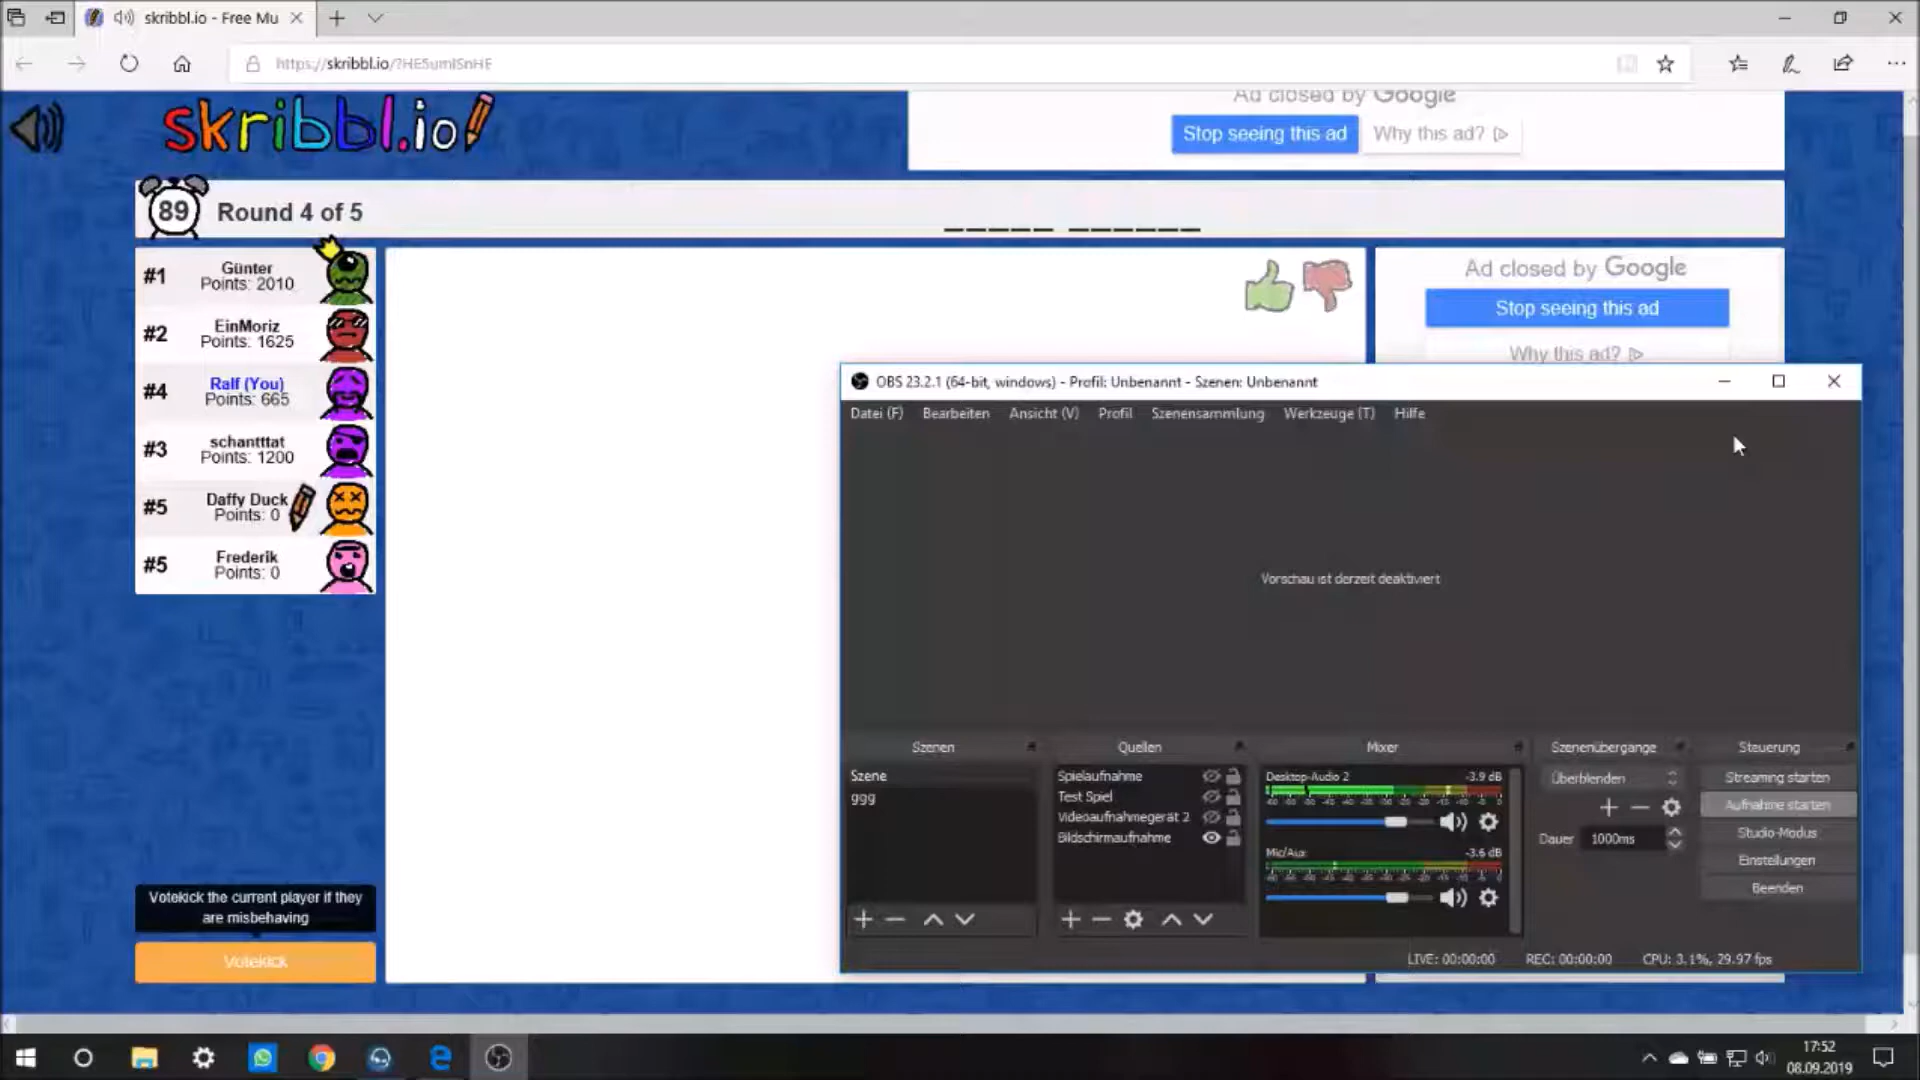 skribbl.io - Free Mu
https://skribbl.io/?HE5umISnHE
skribbl.io
Ad closed by Google
Stop seeing this ad
Why this ad?
89
Round 4 of 5
_____ ______
#1
Günter
Points: 2010
#2
EinMoriz
Points: 1625
#4
Ralf (You)
Points: 665
#3
schantttat
Points: 1200
#5
Daffy Duck
Points: 0
#5
Frederik
Points: 0
Votekick the current player if they
are misbehaving
Votekick
Ad closed by Google
Stop seeing this ad
Why this ad?
OBS 23.2.1 (64-bit, windows) - Profil: Unbenannt - Szenen: Unbenannt
Datei (F) Bearbeiten Ansicht (V) Profil Szenensammlung Werkzeuge (T) Hilfe
Vorschau ist derzeit deaktiviert
Szenen
Szene
ggg
Quellen
Spielaufnahme
Test Spiel
Videoaufnahmegerät 2
Bildschirmaufnahme
Mixer
Desktop-Audio 2 -3.9 dB
Mic/Aux -3.6 dB
Szenenübergänge
Überblenden
Dauer 1000ms
Steuerung
Streaming starten
Aufnahme starten
Studio-Modus
Einstellungen
Beenden
LIVE: 00:00:00 REC: 00:00:00 CPU: 3.1%, 29.97 fps
17:52
08.09.2019